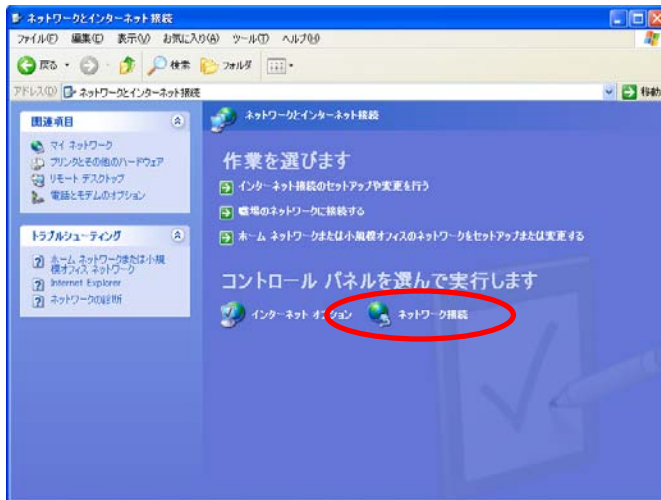 ネットワークとインターネット接続
ファイル(F) 編集(E) 表示(V) お気に入り(A) ツール(T) ヘルプ(H)
戻る 検索 フォルダ
アドレス(D) ネットワークとインターネット接続 移動
関連項目
マイ ネットワーク
プリンタとその他のハードウェア
リモート デスクトップ
電話とモデムのオプション
トラブルシューティング
ホーム ネットワークまたは小規
模オフィス ネットワーク
Internet Explorer
ネットワークの診断
ネットワークとインターネット接続
作業を選びます
インターネット接続のセットアップや変更を行う
職場のネットワークに接続する
ホーム ネットワークまたは小規模オフィスのネットワークをセットアップまたは変更する
コントロール パネルを選んで実行します
インターネット オプション ネットワーク接続